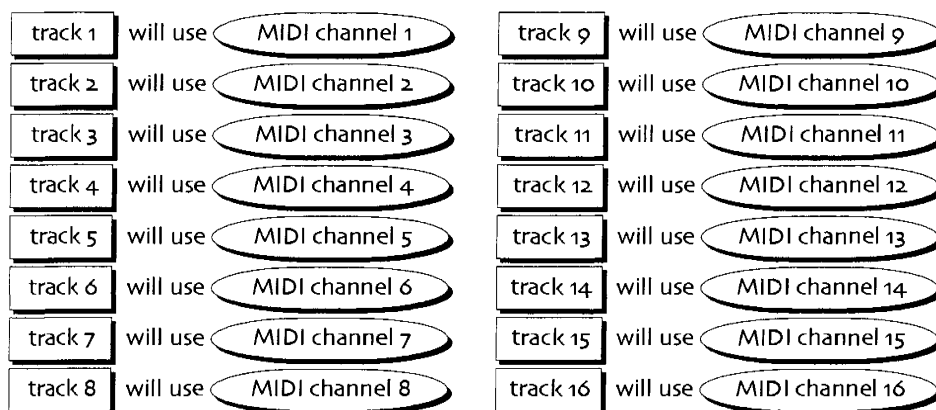 track 1 will use MIDI channel 1
track 2 will use MIDI channel 2
track 3 will use MIDI channel 3
track 4 will use MIDI channel 4
track 5 will use MIDI channel 5
track 6 will use MIDI channel 6
track 7 will use MIDI channel 7
track 8 will use MIDI channel 8
track 9 will use MIDI channel 9
track 10 will use MIDI channel 10
track 11 will use MIDI channel 11
track 12 will use MIDI channel 12
track 13 will use MIDI channel 13
track 14 will use MIDI channel 14
track 15 will use MIDI channel 15
track 16 will use MIDI channel 16